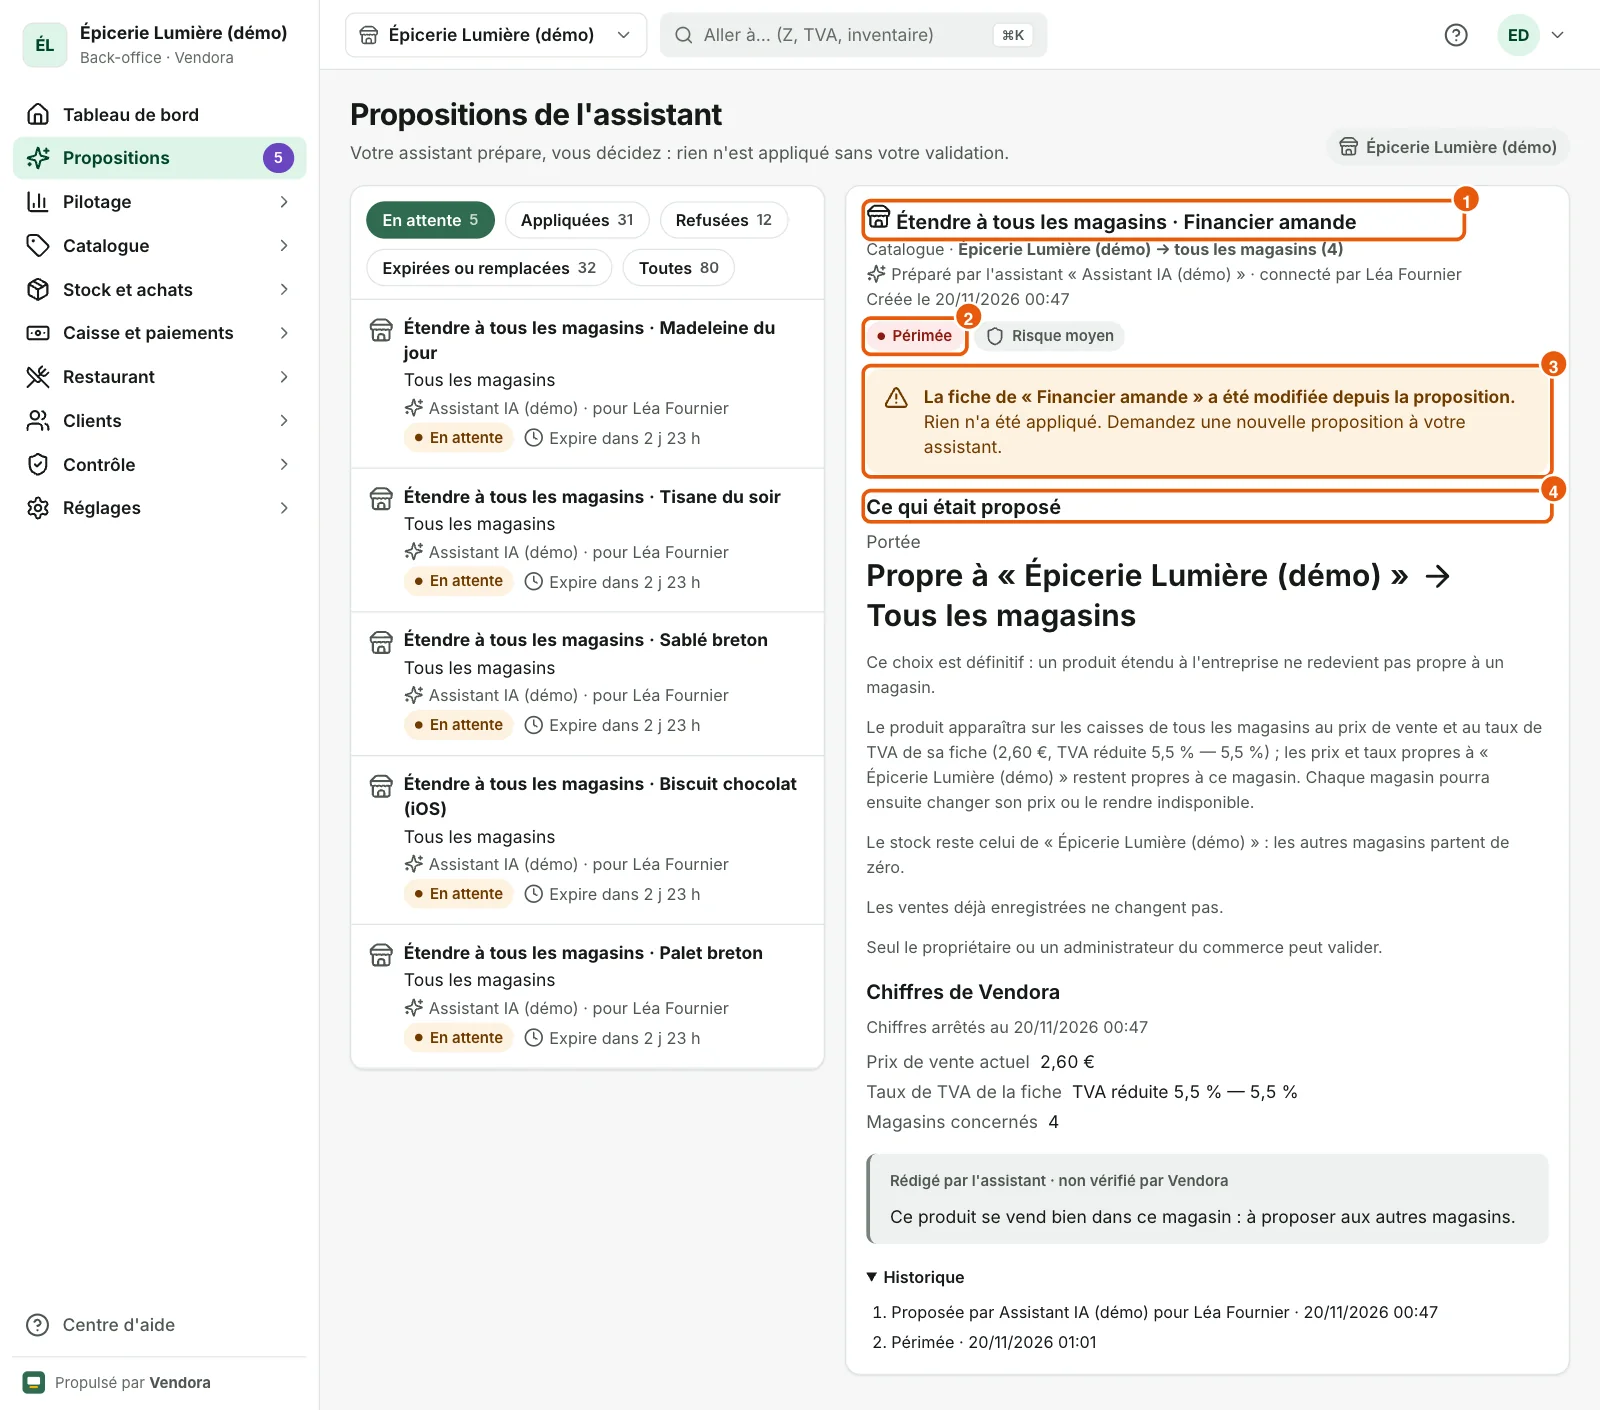 ÉL
Épicerie Lumière (démo)
Back-office · Vendora
Tableau de bord
Propositions
5
Pilotage
Catalogue
Stock et achats
Caisse et paiements
Restaurant
Clients
Contrôle
Réglages
Centre d'aide
Propulsé par Vendora
Épicerie Lumière (démo)
Aller à... (Z, TVA, inventaire)
⌘K
ED
Propositions de l'assistant
Votre assistant prépare, vous décidez : rien n'est appliqué sans votre validation.
Épicerie Lumière (démo)
En attente 5
Appliquées 31
Refusées 12
Expirées ou remplacées 32
Toutes 80
Étendre à tous les magasins · Madeleine du
jour
Tous les magasins
Assistant IA (démo) · pour Léa Fournier
En attente
Expire dans 2 j 23 h
Étendre à tous les magasins · Tisane du soir
Tous les magasins
Assistant IA (démo) · pour Léa Fournier
En attente
Expire dans 2 j 23 h
Étendre à tous les magasins · Sablé breton
Tous les magasins
Assistant IA (démo) · pour Léa Fournier
En attente
Expire dans 2 j 23 h
Étendre à tous les magasins · Biscuit chocolat
(iOS)
Tous les magasins
Assistant IA (démo) · pour Léa Fournier
En attente
Expire dans 2 j 23 h
Étendre à tous les magasins · Palet breton
Tous les magasins
Assistant IA (démo) · pour Léa Fournier
En attente
Expire dans 2 j 23 h
1
Étendre à tous les magasins · Financier amande
Catalogue · Épicerie Lumière (démo) → tous les magasins (4)
Préparé par l'assistant « Assistant IA (démo) » · connecté par Léa Fournier
Créée le 20/11/2026 00:47
2
Périmée
Risque moyen
3
La fiche de « Financier amande » a été modifiée depuis la proposition.
Rien n'a été appliqué. Demandez une nouvelle proposition à votre
assistant.
4
Ce qui était proposé
Portée
Propre à « Épicerie Lumière (démo) » →
Tous les magasins
Ce choix est définitif : un produit étendu à l'entreprise ne redevient pas propre à un
magasin.
Le produit apparaîtra sur les caisses de tous les magasins au prix de vente et au taux de
TVA de sa fiche (2,60 €, TVA réduite 5,5 % — 5,5 %) ; les prix et taux propres à «
Épicerie Lumière (démo) » restent propres à ce magasin. Chaque magasin pourra
ensuite changer son prix ou le rendre indisponible.
Le stock reste celui de « Épicerie Lumière (démo) » : les autres magasins partent de
zéro.
Les ventes déjà enregistrées ne changent pas.
Seul le propriétaire ou un administrateur du commerce peut valider.
Chiffres de Vendora
Chiffres arrêtés au 20/11/2026 00:47
Prix de vente actuel 2,60 €
Taux de TVA de la fiche TVA réduite 5,5 % — 5,5 %
Magasins concernés 4
Rédigé par l'assistant · non vérifié par Vendora
Ce produit se vend bien dans ce magasin : à proposer aux autres magasins.
▼ Historique
1. Proposée par Assistant IA (démo) pour Léa Fournier · 20/11/2026 00:47
2. Périmée · 20/11/2026 01:01